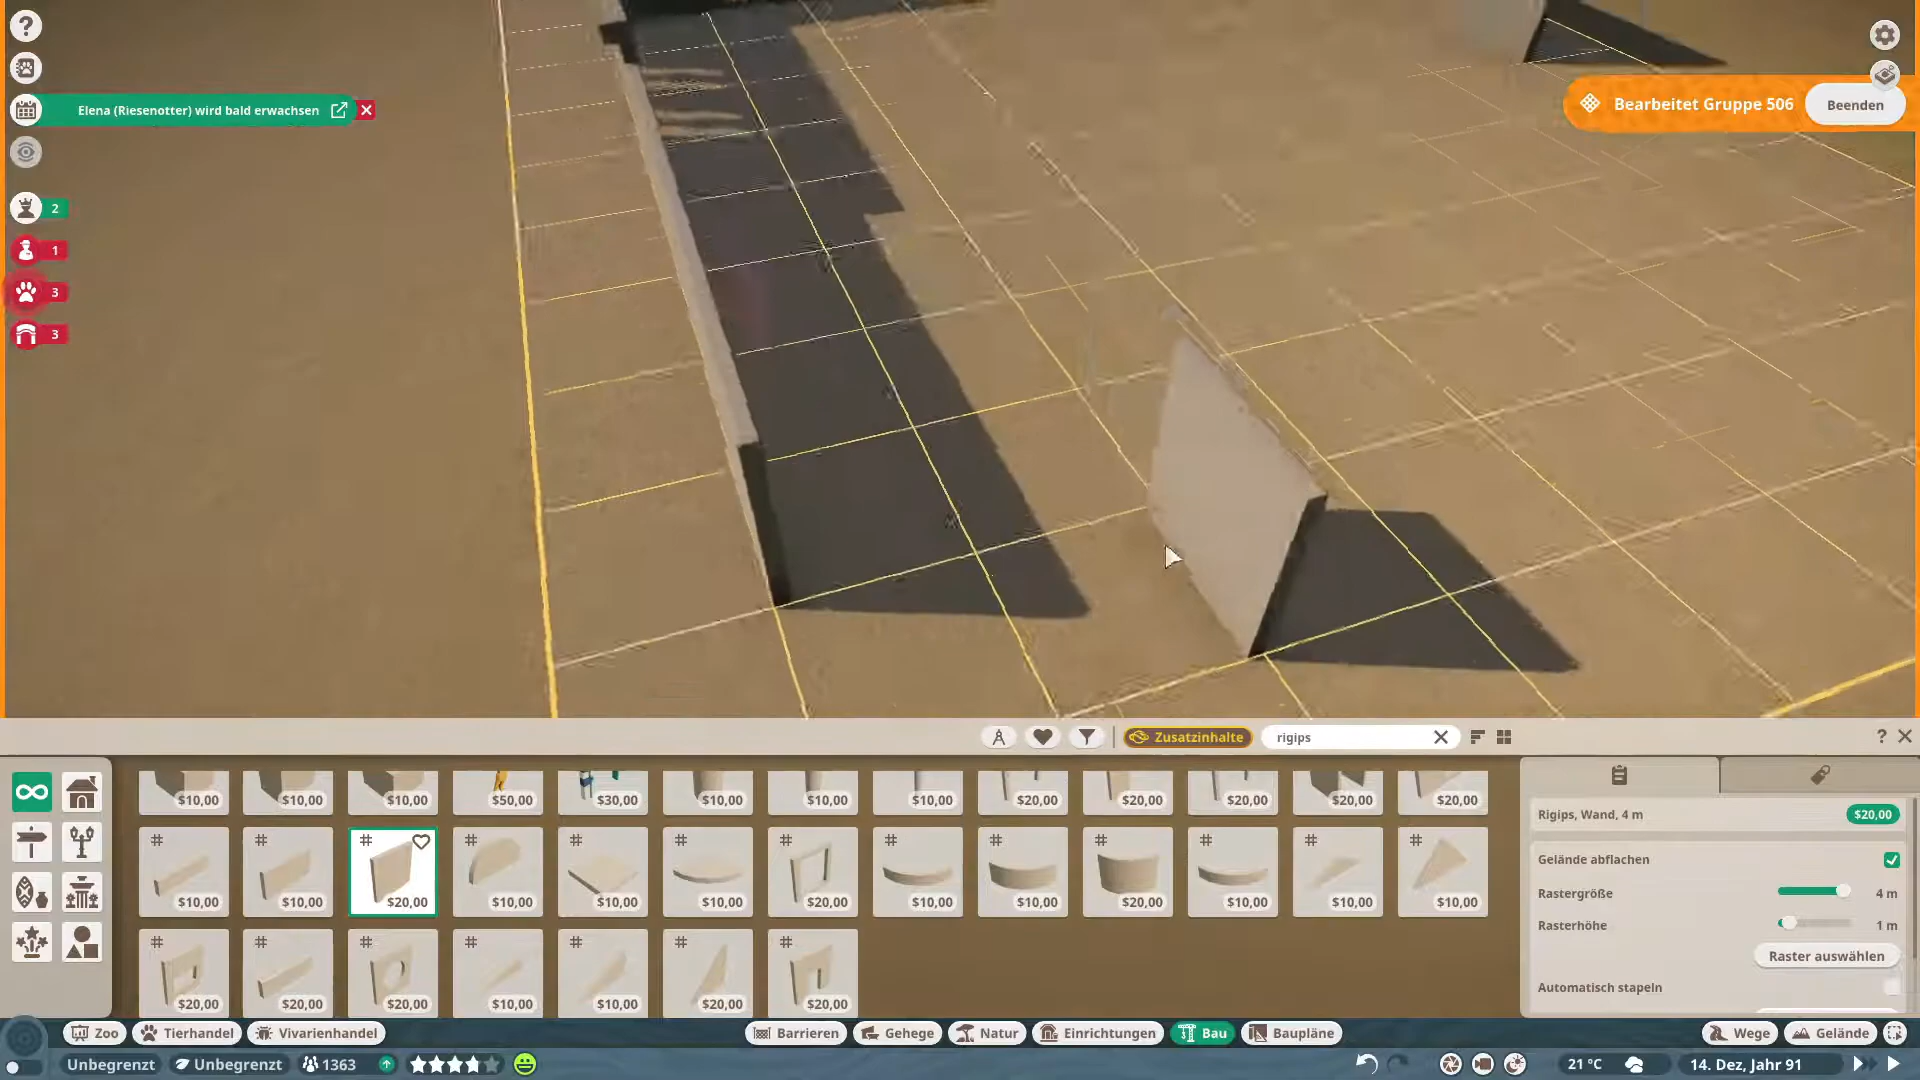 ?
Elena (Riesenotter) wird bald erwachsen
Bearbeitet Gruppe 506
Beenden
2
1
3
3
Zusatzinhalte
rigips
?
$10,00 $10,00 $10,00 $50,00 $30,00 $10,00 $10,00 $10,00 $20,00 $20,00 $20,00 $20,00 $20,00
$10,00 $10,00 $20,00 $10,00 $10,00 $10,00 $20,00 $10,00 $10,00 $20,00 $10,00 $10,00 $10,00
$20,00 $20,00 $20,00 $10,00 $10,00 $20,00 $20,00
Rigips, Wand, 4 m
$20,00
Gelände abflachen
Rastergröße 4 m
Rasterhöhe 1 m
Raster auswählen
Automatisch stapeln
Zoo
Tierhandel
Vivarienhandel
Barrieren
Gehege
Natur
Einrichtungen
Bau
Baupläne
Wege
Gelände
Unbegrenzt
Unbegrenzt
1363
21 °C
14. Dez, Jahr 91